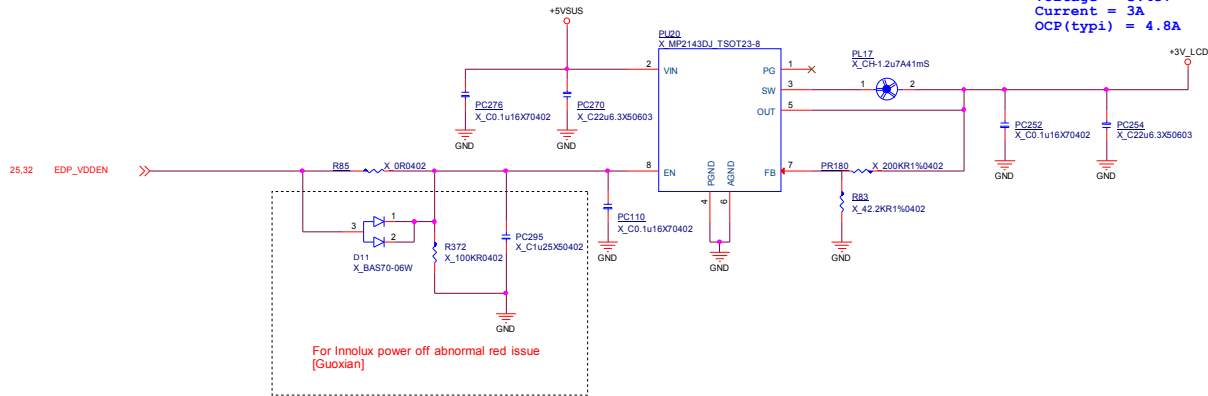 Current = 3A
OCP(typi) = 4.8A
+5VSUS
+3V_LCD
PU20
X_MP2143DJ_TSOT23-8
PL17
X_CH-1.2u7A41mS
2
VIN
PG
1
3
SW
1
2
OUT
5
PC276
X_C0.1u16X70402
PC270
X_C22u6.3X50603
PC252
X_C0.1u16X70402
PC254
X_C22u6.3X50603
GND
GND
GND
GND
25,32
EDP_VDDEN
R85
X_0R0402
8
EN
PGND
AGND
FB
7
PR180
X_200KR1%0402
4
6
R83
X_42.2KR1%0402
PC110
X_C0.1u16X70402
3
1
2
D11
X_BAS70-06W
R372
X_100KR0402
PC295
X_C1u25X50402
GND
GND
GND
GND
For Innolux power off abnormal red issue
[Guoxian]